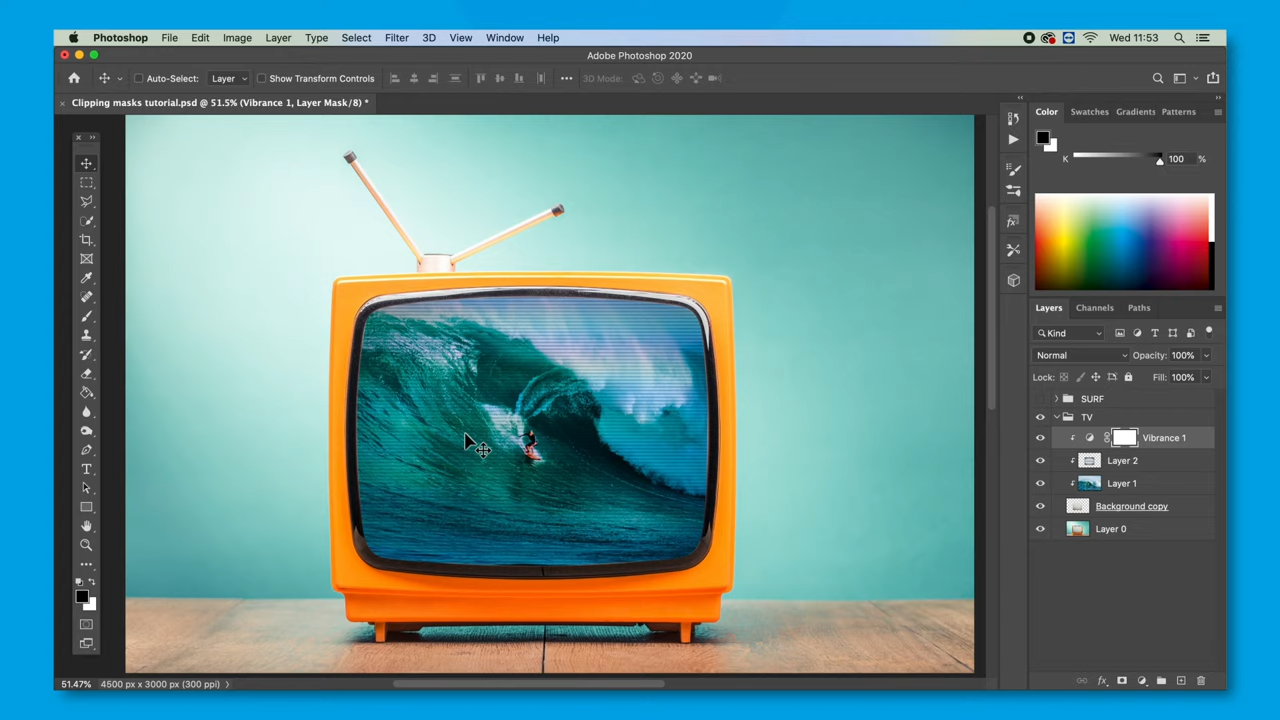 Photoshop File Edit Image Layer Type Select Filter 3D View Window Help Wed 11:53
Adobe Photoshop 2020
Auto-Select: Layer Show Transform Controls 3D Mode:
Clipping masks tutorial.psd @ 51.5% (Vibrance 1, Layer Mask/8) *
Color Swatches Gradients Patterns
K 100 %
Layers Channels Paths
Kind
Normal Opacity: 100%
Lock: Fill: 100%
SURF
TV
Vibrance 1
Layer 2
Layer 1
Background copy
Layer 0
51.47% 4500 px x 3000 px (300 ppi)